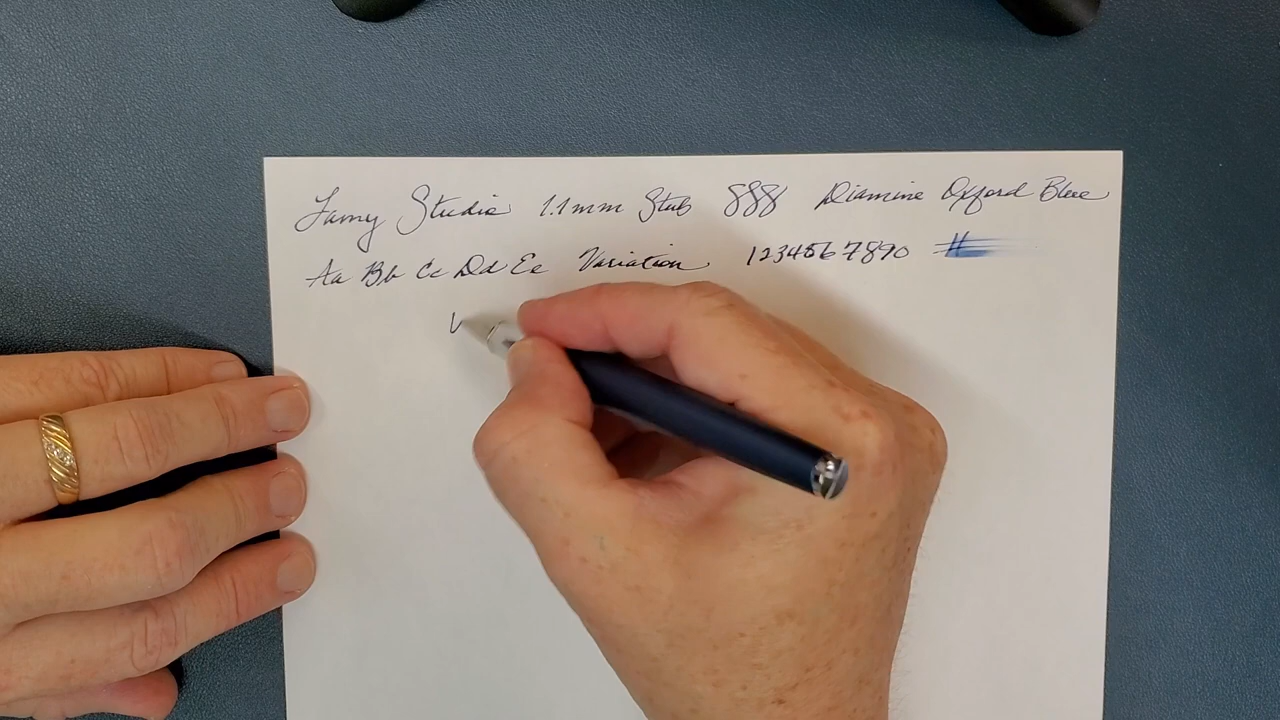 Lamy Studio 1.1mm Stub 888 Diamine Oxford Blue
Aa Bb Cc Dd Ee Variation 1234567890 #